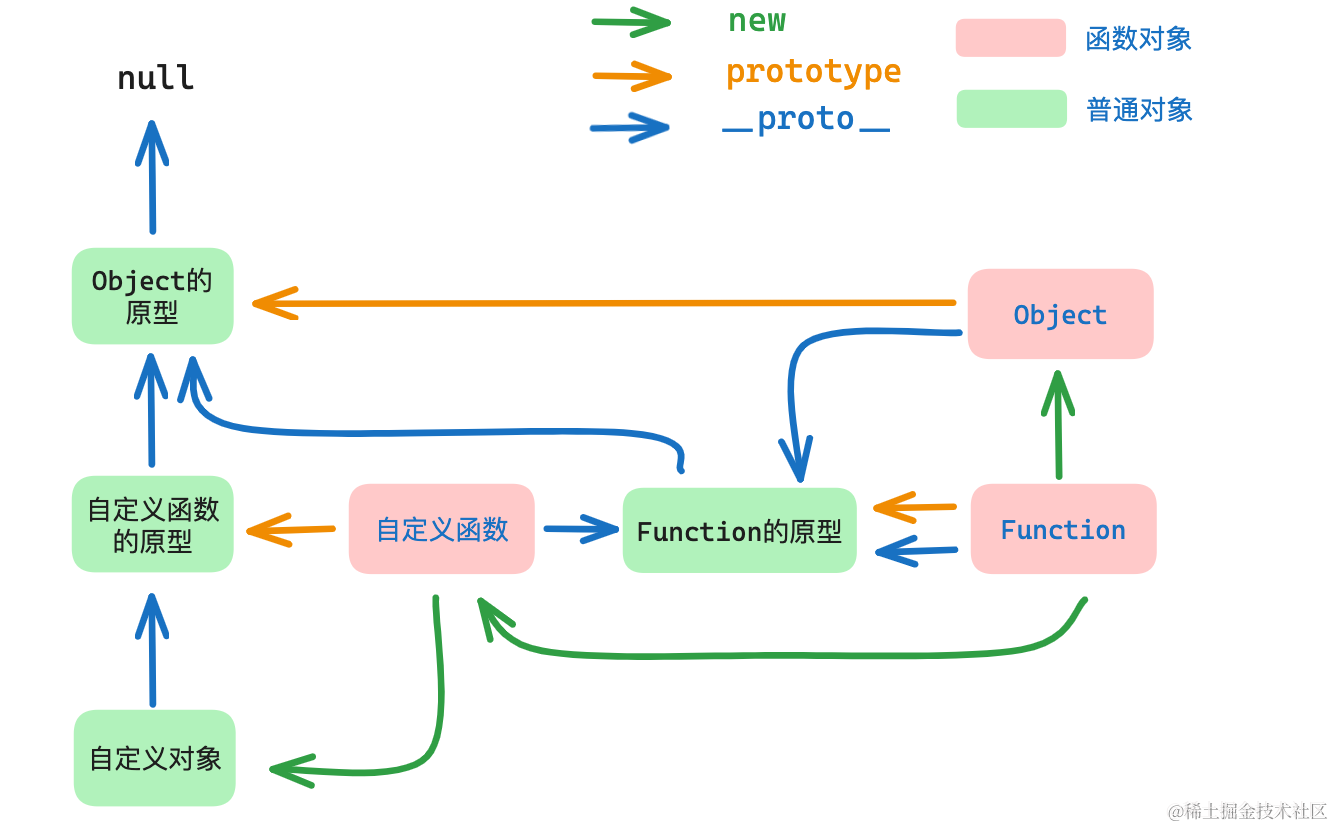 new
prototype
__proto__
函数对象
普通对象
null
Object的
原型
Object
自定义函数
的原型
自定义函数
Function的原型
Function
自定义对象
@稀土掘金技术社区